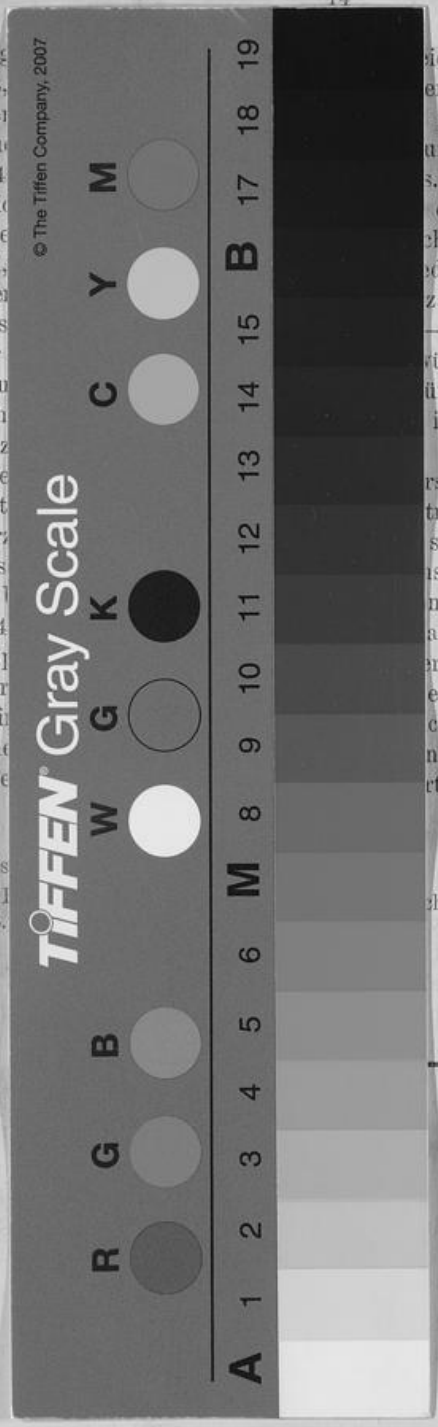 TIFFEN® Gray Scale
© The Tiffen Company, 2007
R G B W G K C Y M
A 1 2 3 4 5 6 M 8 9 10 11 12 13 14 15 B 17 18 19